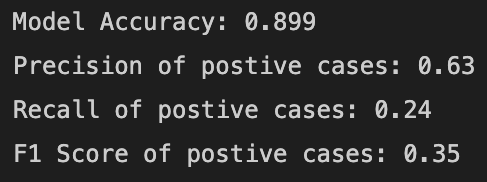 Model Accuracy: 0.899
Precision of postive cases: 0.63
Recall of postive cases: 0.24
F1 Score of postive cases: 0.35